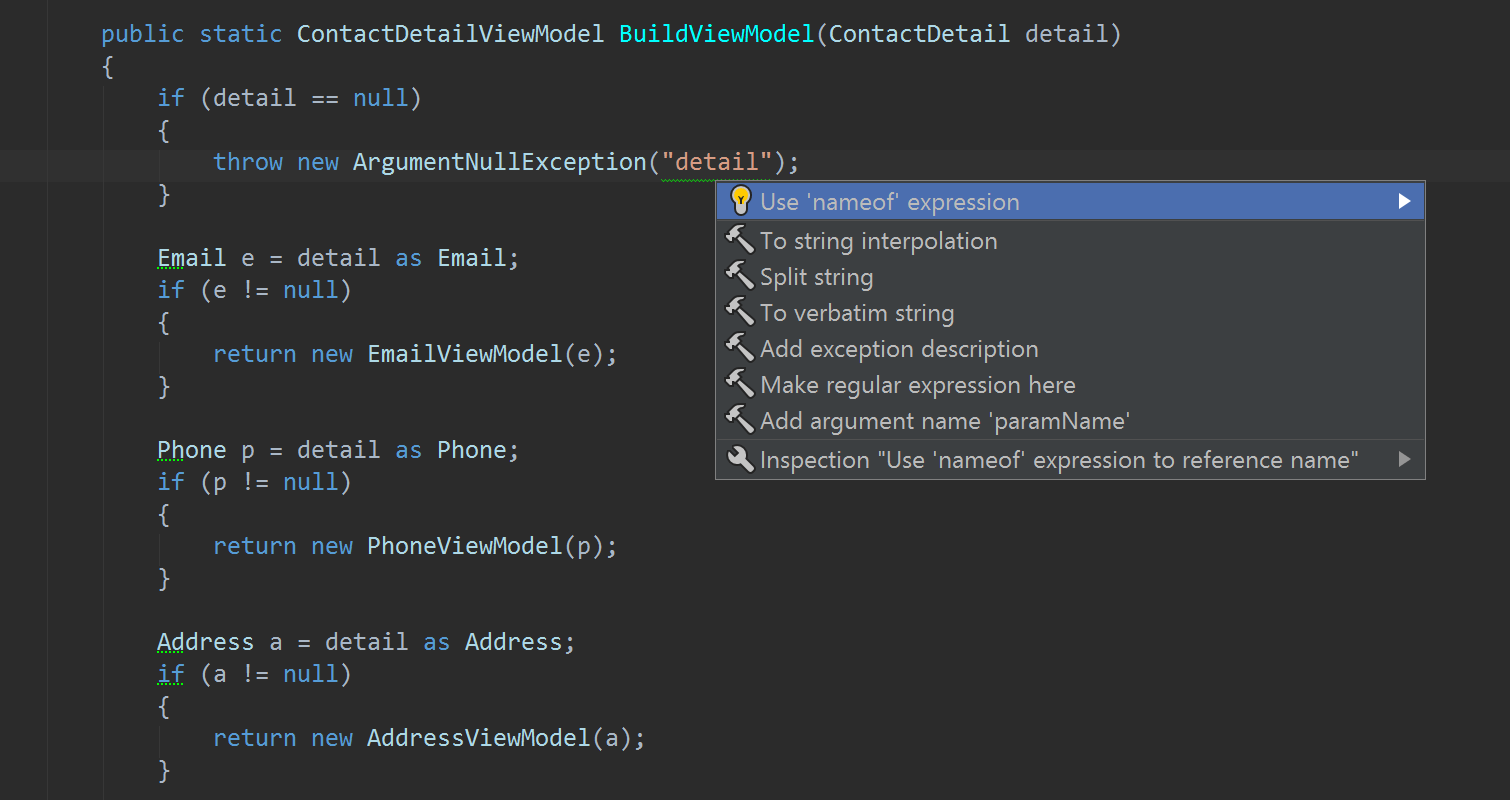 public static ContactDetailViewModel BuildViewModel(ContactDetail detail)
{
if (detail == null)
{
throw new ArgumentNullException("detail");
}
Use 'nameof' expression
To string interpolation
Split string
To verbatim string
Add exception description
Make regular expression here
Add argument name 'paramName'
Inspection "Use 'nameof' expression to reference name"
Email e = detail as Email;
if (e != null)
{
return new EmailViewModel(e);
}
Phone p = detail as Phone;
if (p != null)
{
return new PhoneViewModel(p);
}
Address a = detail as Address;
if (a != null)
{
return new AddressViewModel(a);
}